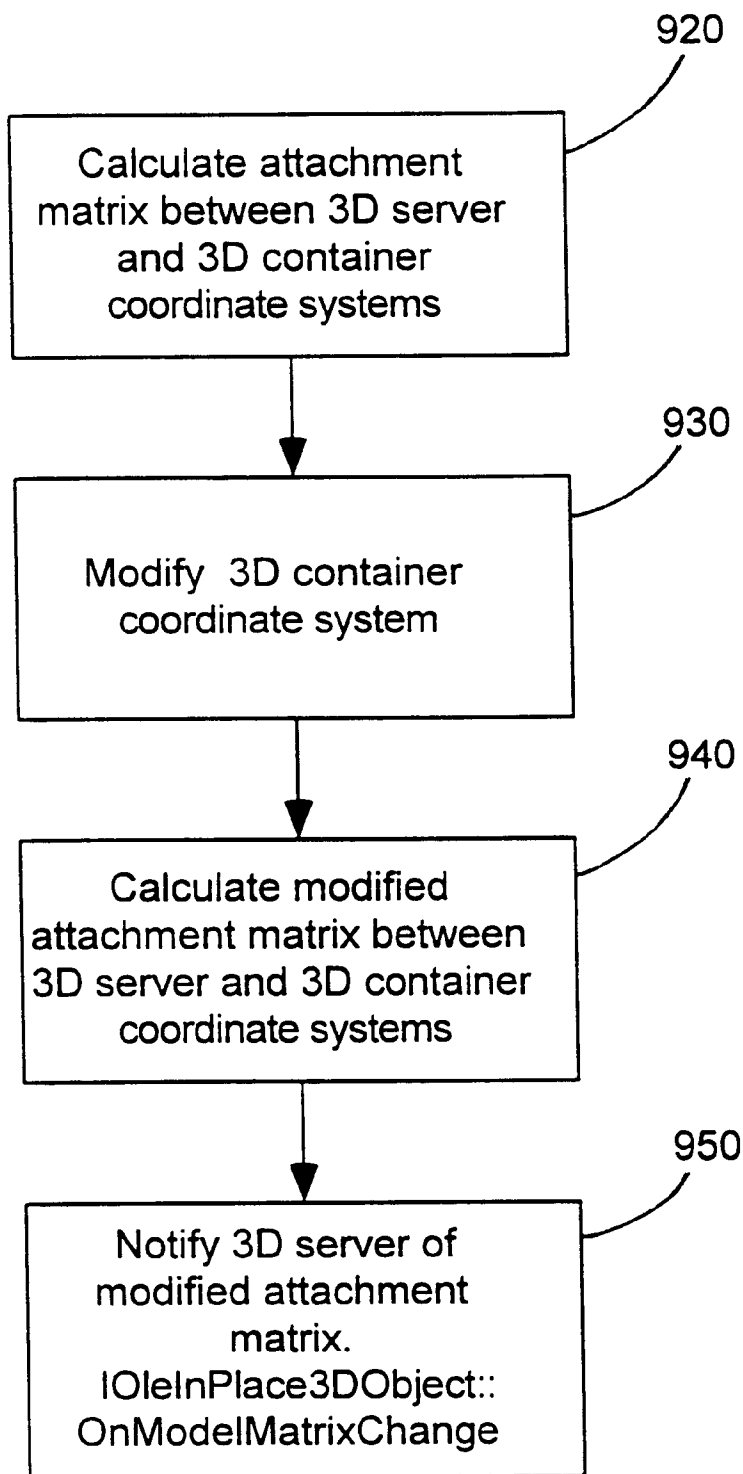 920
Calculate attachment
matrix between 3D server
and 3D container
coordinate systems
930
Modify 3D container
coordinate system
940
Calculate modified
attachment matrix between
3D server and 3D container
coordinate systems
950
Notify 3D server of
modified attachment
matrix.
IOleInPlace3DObject::
OnModelMatrixChange